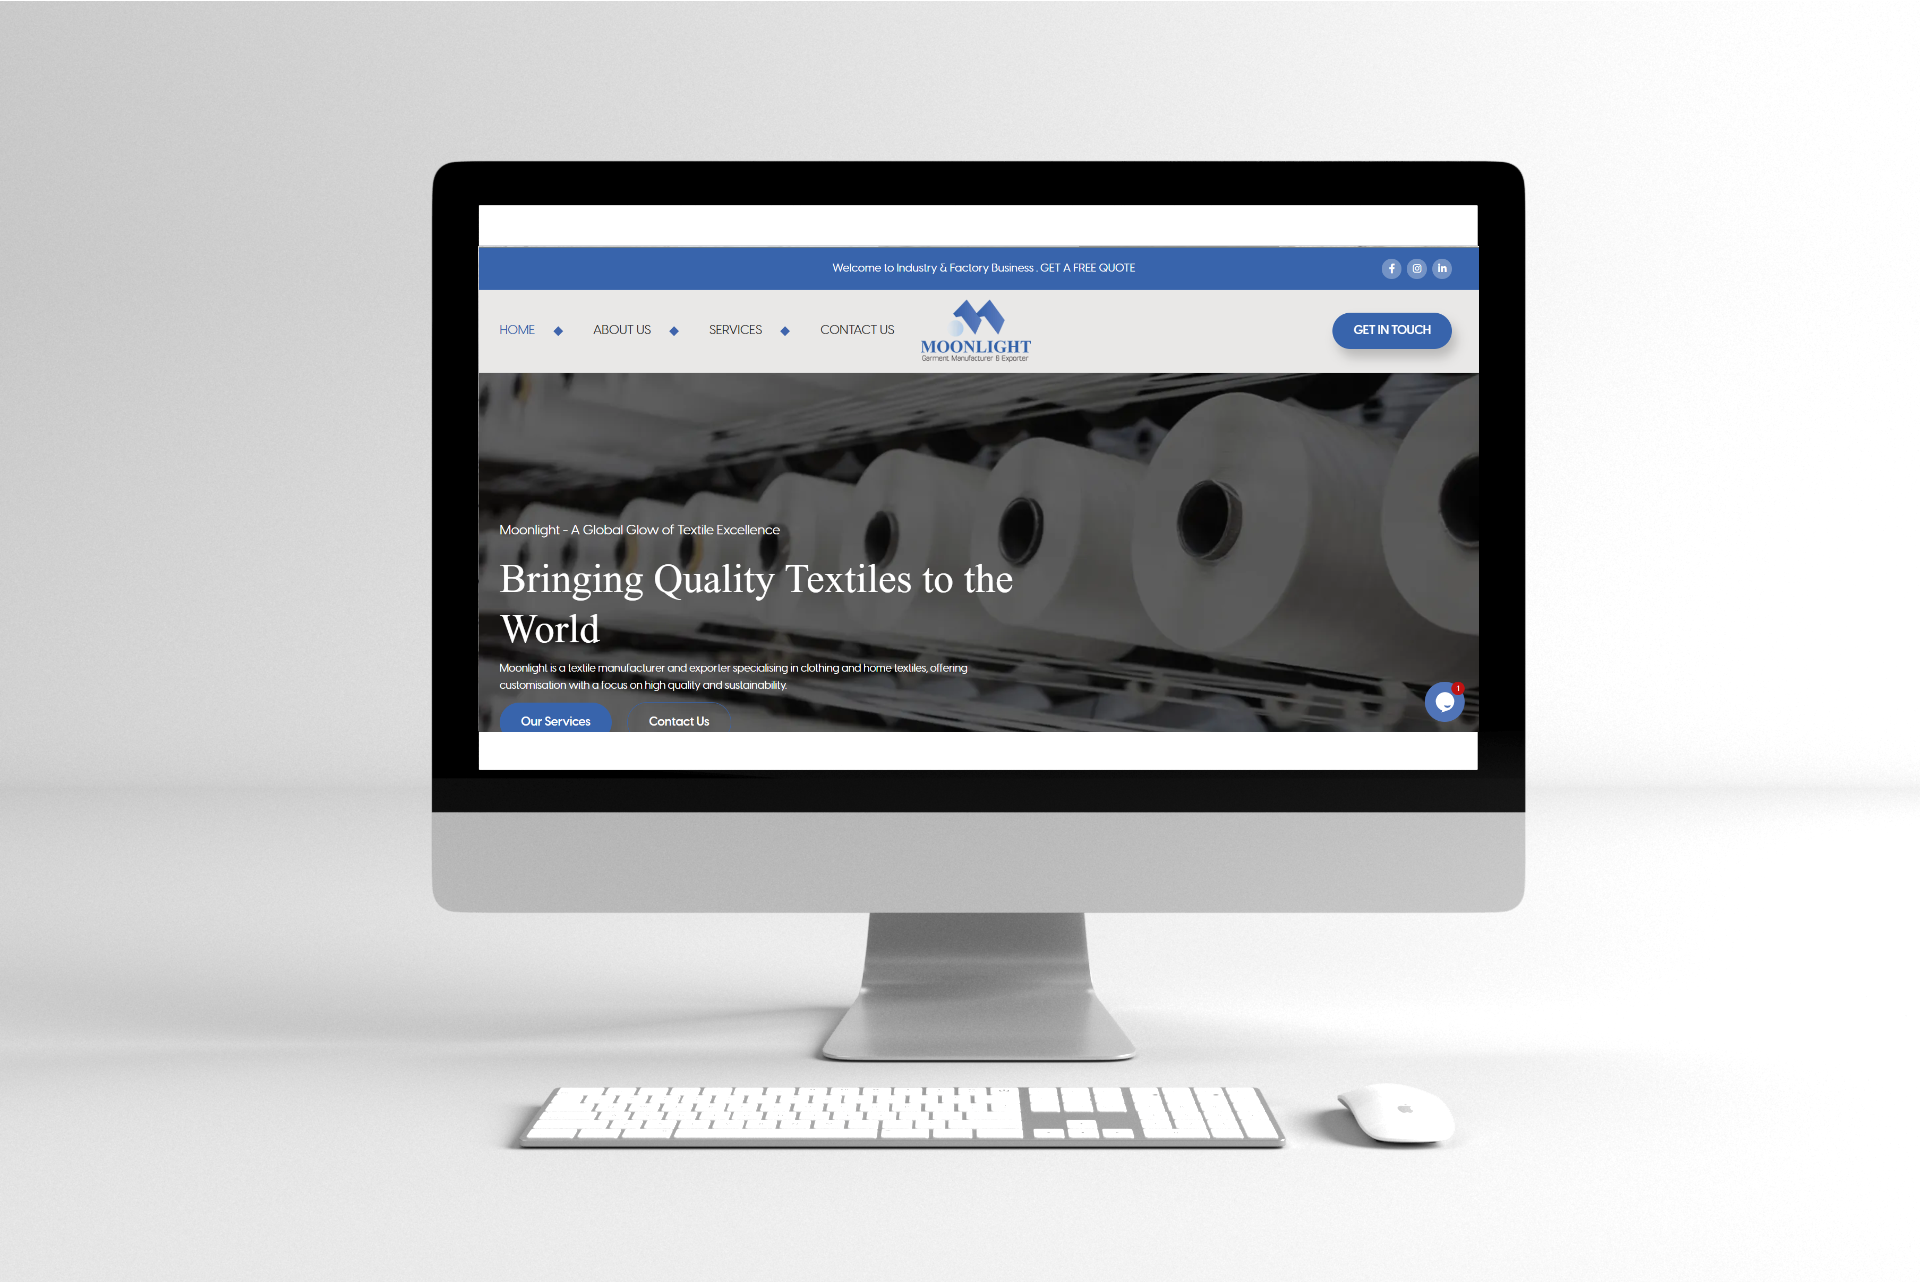 Welcome to Industry & Factory Business . GET A FREE QUOTE
HOME ABOUT US SERVICES CONTACT US
MOONLIGHT
Garment Manufacturer & Exporter
GET IN TOUCH
Moonlight - A Global Glow of Textile Excellence
Bringing Quality Textiles to the
World
Moonlight is a textile manufacturer and exporter specialising in clothing and home textiles, offering
customisation with a focus on high quality and sustainability.
Our Services Contact Us
1